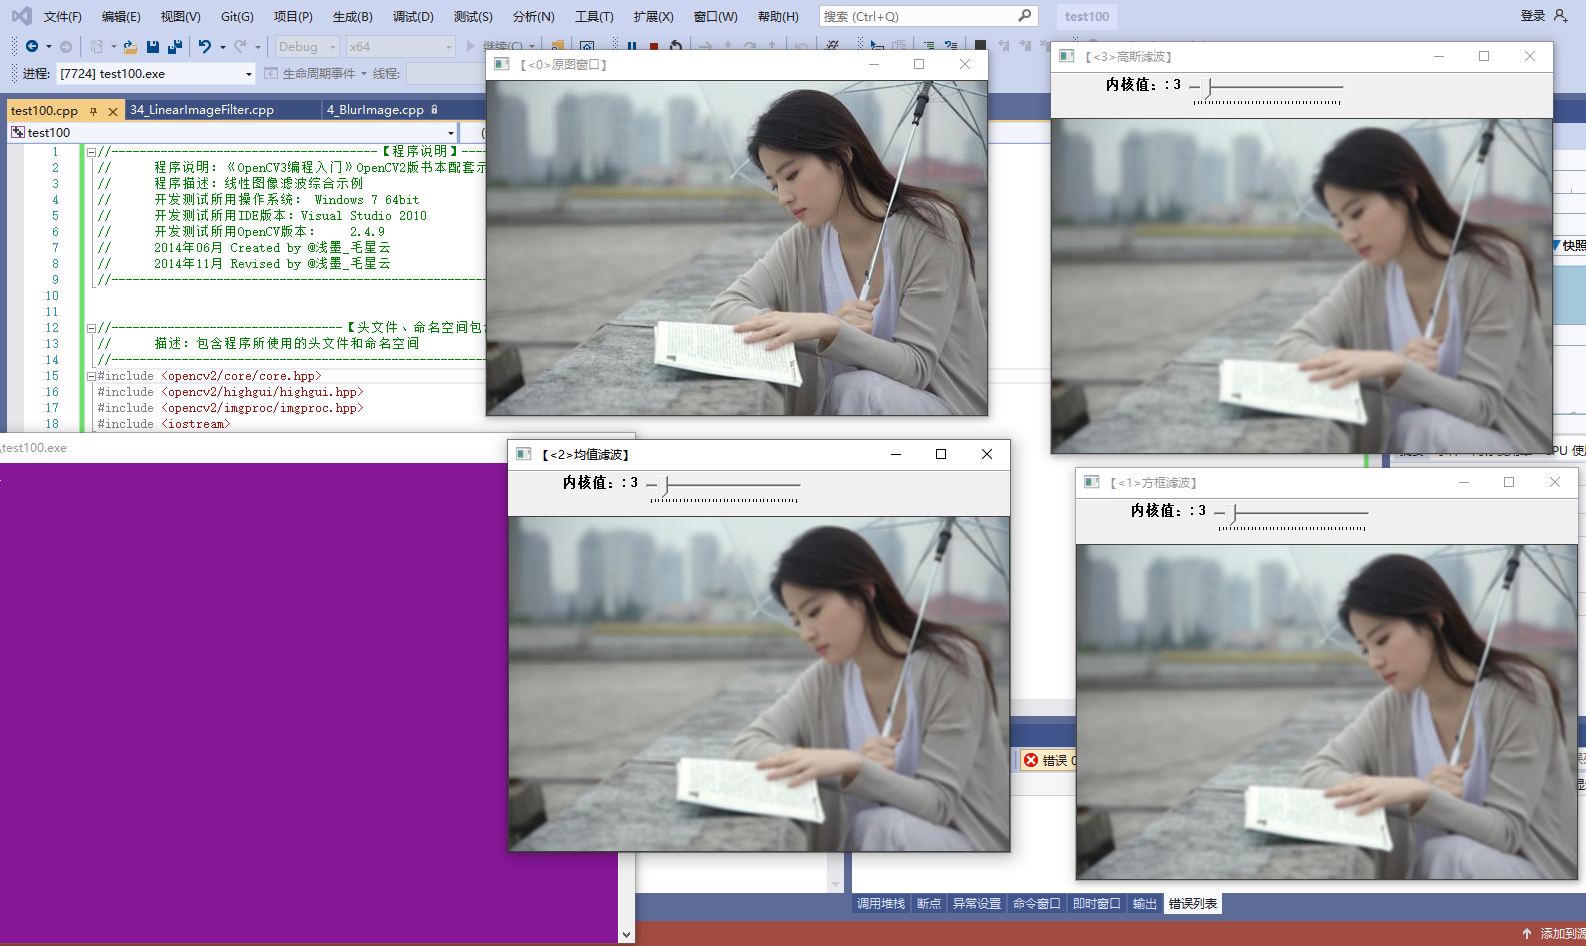 文件(F) 编辑(E) 视图(V) Git(G) 项目(P) 生成(B) 调试(D) 测试(S) 分析(N) 工具(T) 扩展(X) 窗口(W) 帮助(H) 搜索 (Ctrl+Q) test100 登录
Debug x64 继续(C)
进程: [7724] test100.exe 生命周期事件 线程:
test100.cpp 34_LinearImageFilter.cpp 4_BlurImage.cpp
test100
1 //--------------------------------------【程序说明】----
2 // 程序说明：《OpenCV3编程入门》OpenCV2版书本配套示
3 // 程序描述：线性图像滤波综合示例
4 // 开发测试所用操作系统： Windows 7 64bit
5 // 开发测试所用IDE版本：Visual Studio 2010
6 // 开发测试所用OpenCV版本： 2.4.9
7 // 2014年06月 Created by @浅墨_毛星云
8 // 2014年11月 Revised by @浅墨_毛星云
9 //------------------------------------------------------
10
11
12 //---------------------------------【头文件、命名空间包
13 // 描述：包含程序所使用的头文件和命名空间
14 //------------------------------------------------------
15 #include <opencv2/core/core.hpp>
16 #include <opencv2/highgui/highgui.hpp>
17 #include <opencv2/imgproc/imgproc.hpp>
18 #include <iostream>
\test100.exe
【<0>原图窗口】
【<3>高斯滤波】
内核值：: 3
快照
【<2>均值滤波】
内核值：: 3
【<1>方框滤波】
内核值：: 3
错误 0
调用堆栈 断点 异常设置 命令窗口 即时窗口 输出 错误列表
添加到源